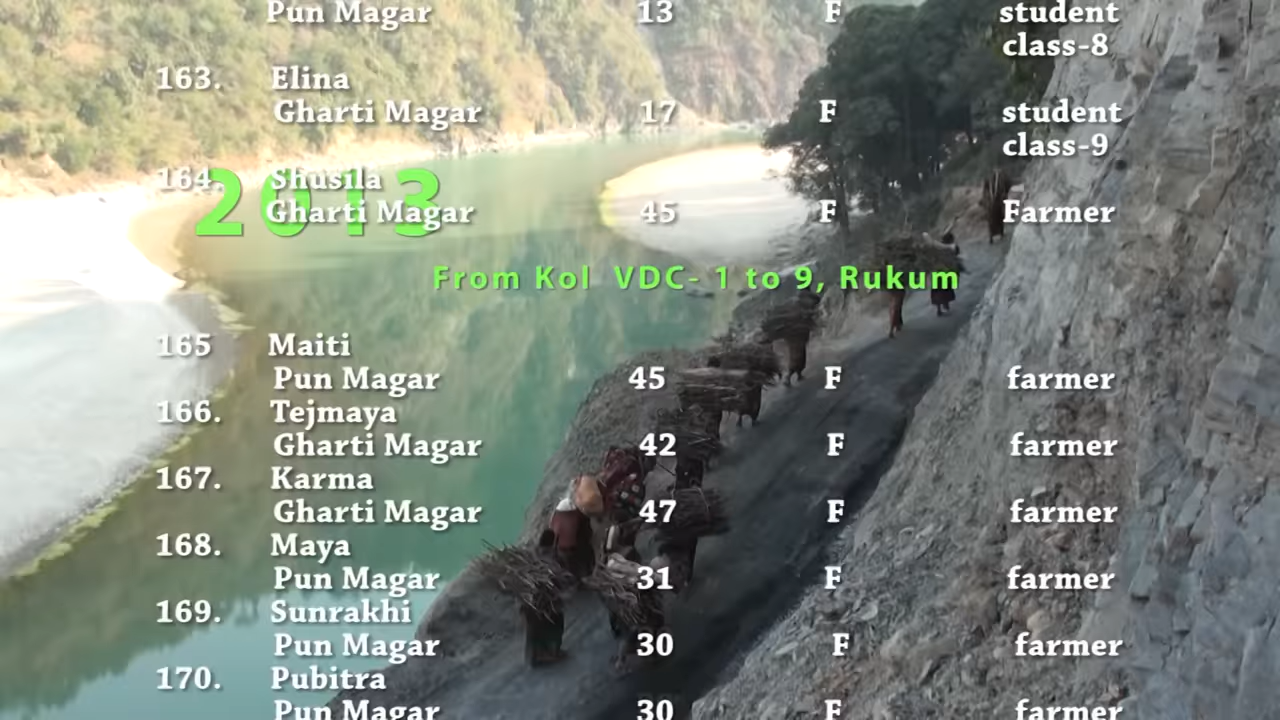 Pun Magar 13 F student
class-8
163. Elina
Gharti Magar 17 F student
class-9
164. Shusila
2013
Gharti Magar 45 F Farmer
From Kol VDC- 1 to 9, Rukum
165 Maiti
Pun Magar 45 F farmer
166. Tejmaya
Gharti Magar 42 F farmer
167. Karma
Gharti Magar 47 F farmer
168. Maya
Pun Magar 31 F farmer
169. Sunrakhi
Pun Magar 30 F farmer
170. Pubitra
Pun Magar 30 F farmer